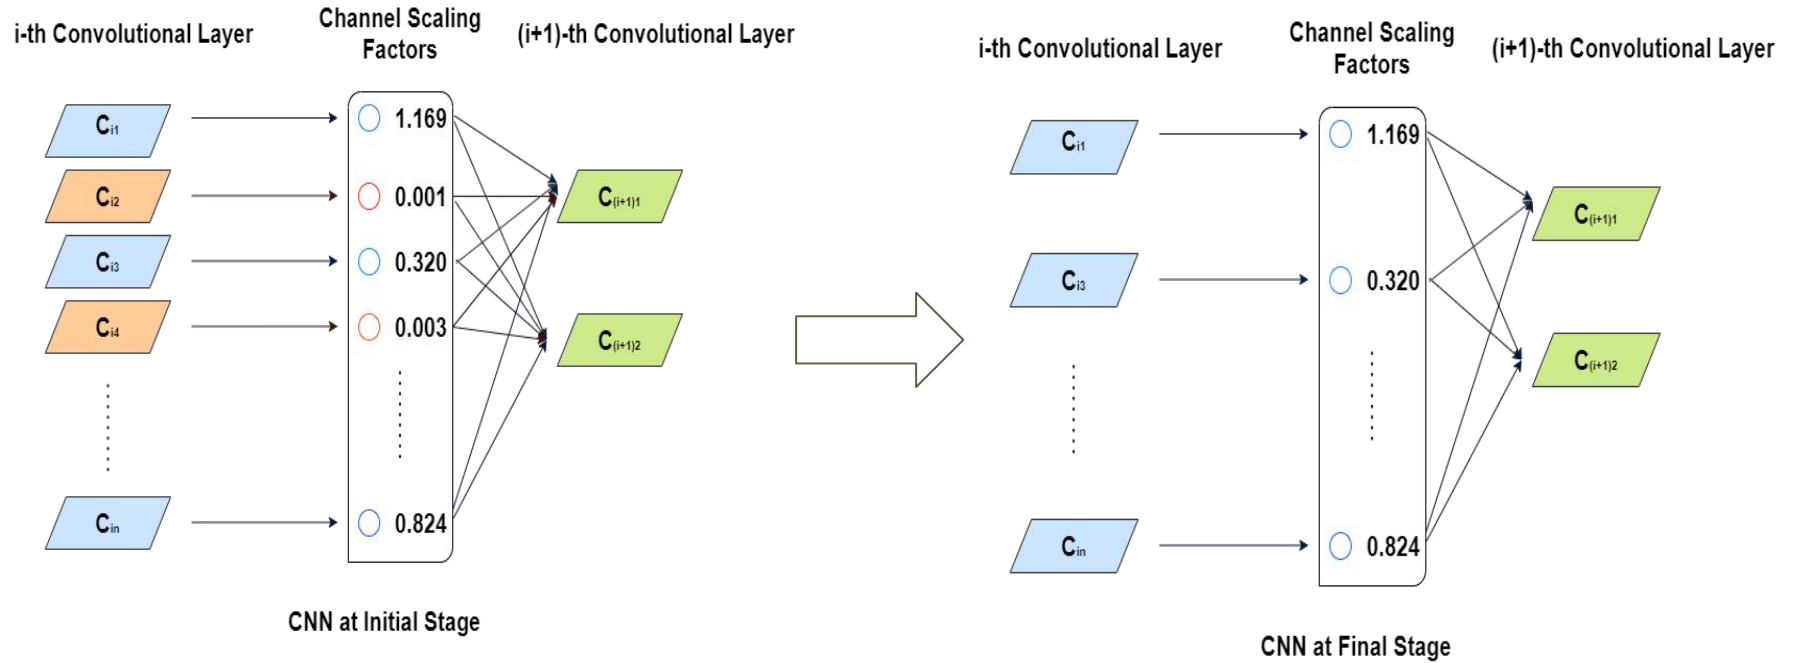 i-th Convolutional Layer
Channel Scaling
Factors
(i+1)-th Convolutional Layer
Ci1
1.169
Ci2
0.001
C(i+1)1
Ci3
0.320
Ci4
0.003
C(i+1)2
Cin
0.824
CNN at Initial Stage
i-th Convolutional Layer
Channel Scaling
Factors
(i+1)-th Convolutional Layer
Ci1
1.169
C(i+1)1
Ci3
0.320
C(i+1)2
Cin
0.824
CNN at Final Stage